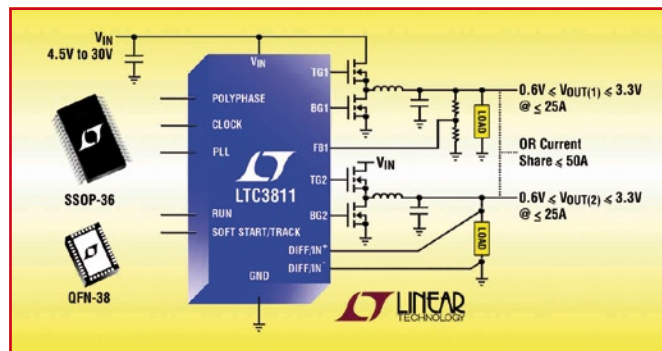 VIN
4.5V to 30V
VIN
TG1
POLYPHASE
BG1
CLOCK
PLL
FB1
LTC3811
SSOP-36
RUN
SOFT START/TRACK
QFN-38
VIN
TG2
BG2
DIFF/IN+
DIFF/IN-
GND
LOAD
0.6V ≤ VOUT(1) ≤ 3.3V
@ ≤ 25A
OR Current
Share ≤ 50A
0.6V ≤ VOUT(2) ≤ 3.3V
@ ≤ 25A
LOAD
LINEAR
TECHNOLOGY